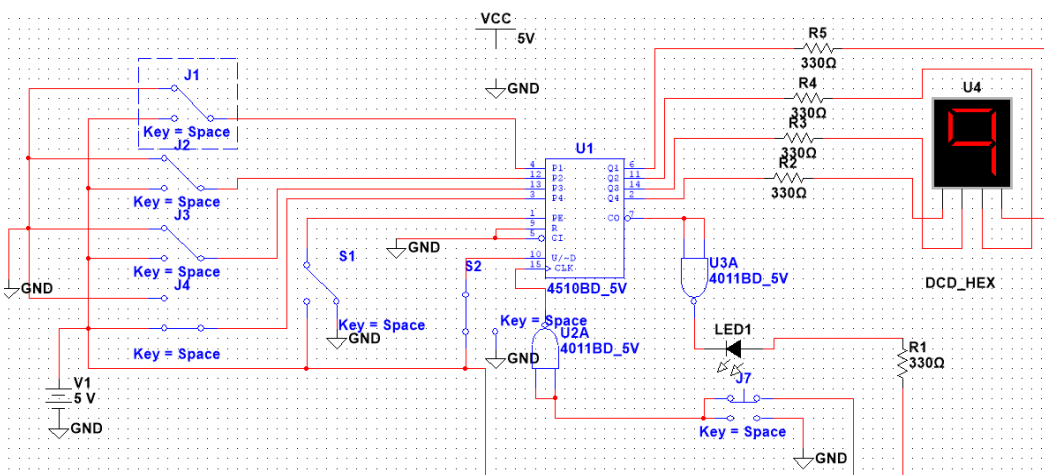 VCC
5V
GND
R5
330Ω
R4
330Ω
R3
330Ω
R2
330Ω
U4
DCD_HEX
J1
Key = Space
J2
Key = Space
J3
Key = Space
J4
Key = Space
GND
V1
5 V
GND
S1
Key = Space
GND
GND
U1
4 P1 Q1 6
12 P2 Q2 11
13 P3 Q3 14
3 P4 Q4 2
1 PE CO 7
9 R
5 CI
10 U/~D
15 CLK
4510BD_5V
S2
Key = Space
GND
U2A
4011BD_5V
U3A
4011BD_5V
LED1
R1
330Ω
J7
Key = Space
GND
9